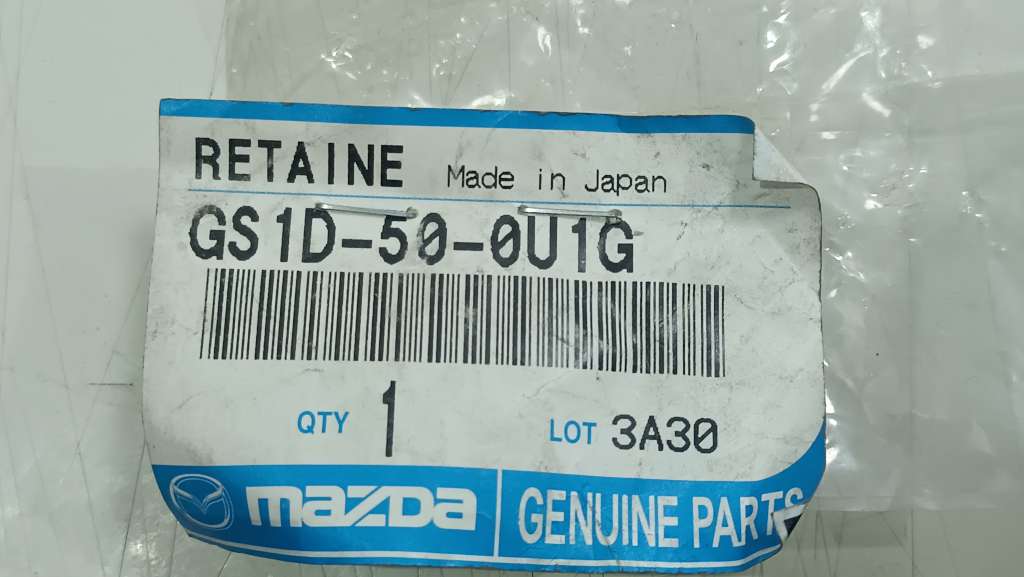 RETAINE Made in Japan
GS1D-50-0U1G
QTY 1 LOT 3A30
mazda GENUINE PARTS